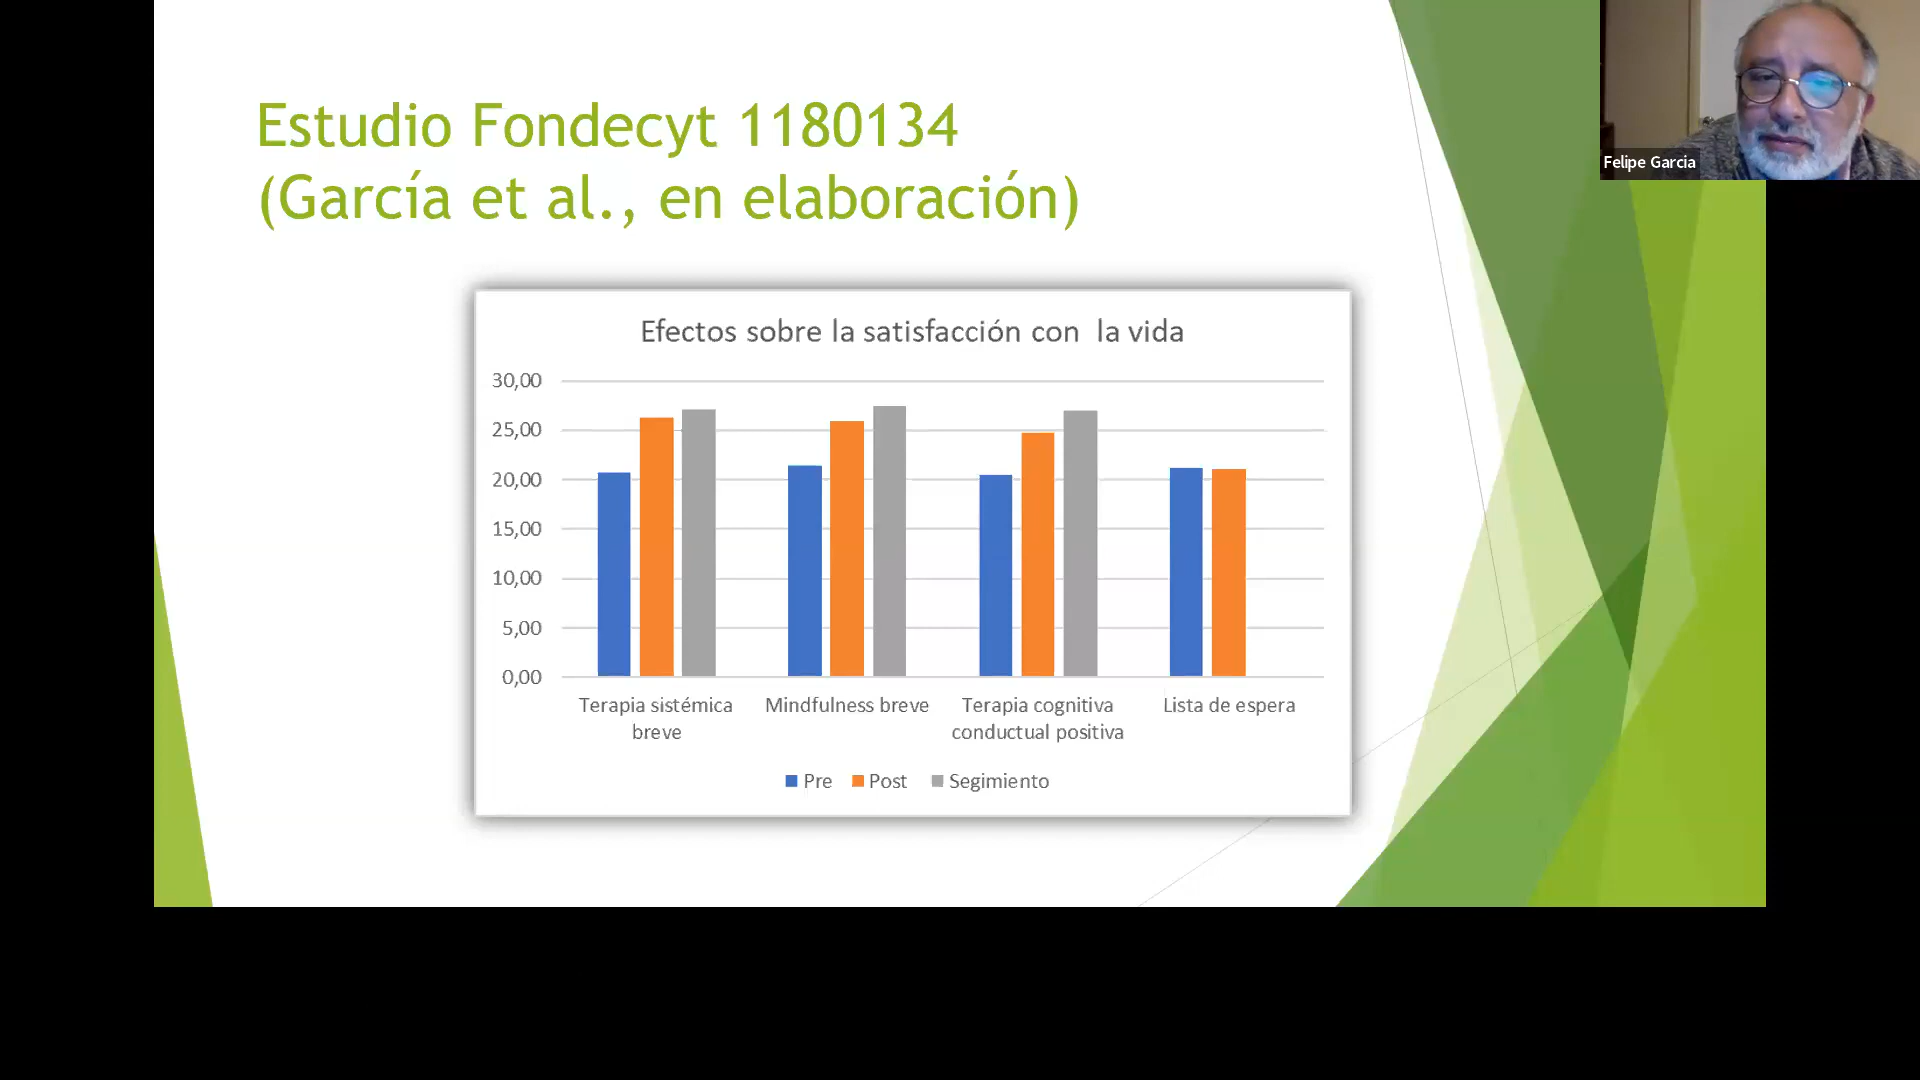 Estudio Fondecyt 1180134
(García et al., en elaboración)
Felipe Garcia
Efectos sobre la satisfacción con  la vida
30,00
25,00
20,00
15,00
10,00
5,00
0,00
Terapia sistémica
breve
Mindfulness breve
Terapia cognitiva
conductual positiva
Lista de espera
Pre
Post
Segimiento